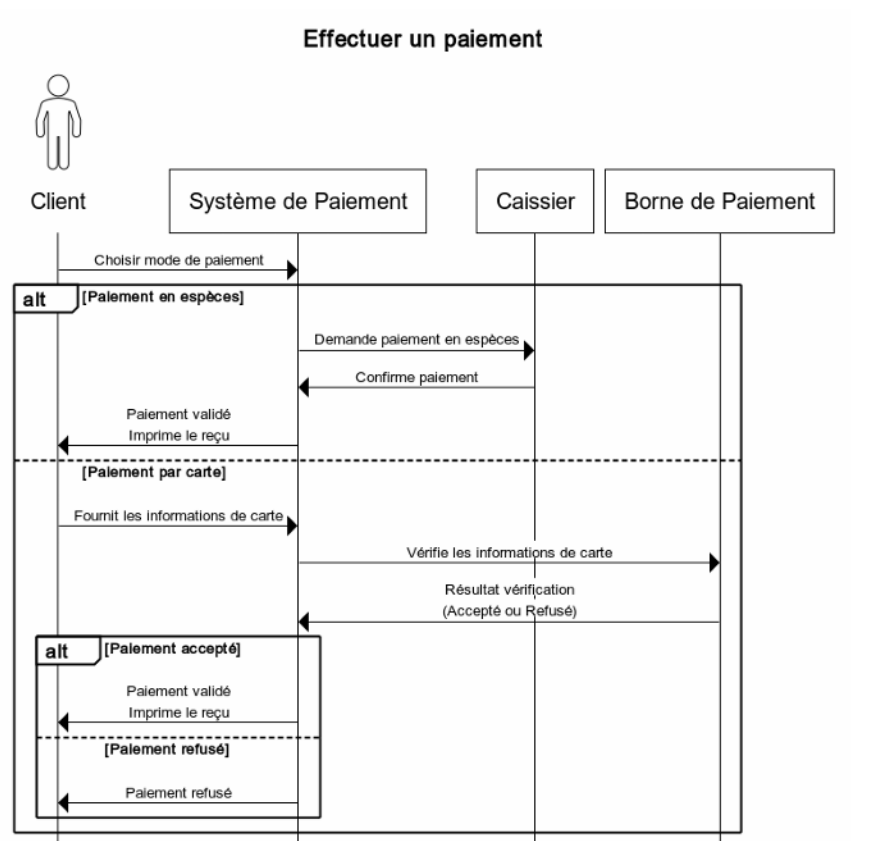 Effectuer un paiement
Client
Système de Paiement
Caissier
Borne de Paiement
Choisir mode de paiement
alt
[Paiement en espèces]
Demande paiement en espèces
Confirme paiement
Paiement validé
Imprime le reçu
[Paiement par carte]
Fournit les informations de carte
Vérifie les informations de carte
Résultat vérification
(Accepté ou Refusé)
alt
[Paiement accepté]
Paiement validé
Imprime le reçu
[Paiement refusé]
Paiement refusé